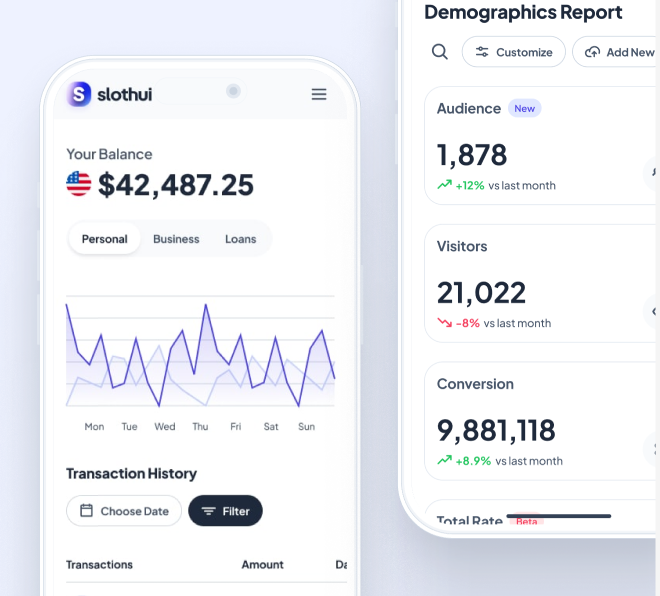 slothui
Your Balance
$42,487.25
Personal Business Loans
Mon Tue Wed Thu Fri Sat Sun
Transaction History
Choose Date Filter
Transactions Amount
Demographics Report
Customize Add New
Audience New
1,878
+12% vs last month
Visitors
21,022
-8% vs last month
Conversion
9,881,118
+8.9% vs last month
Total Rate Beta